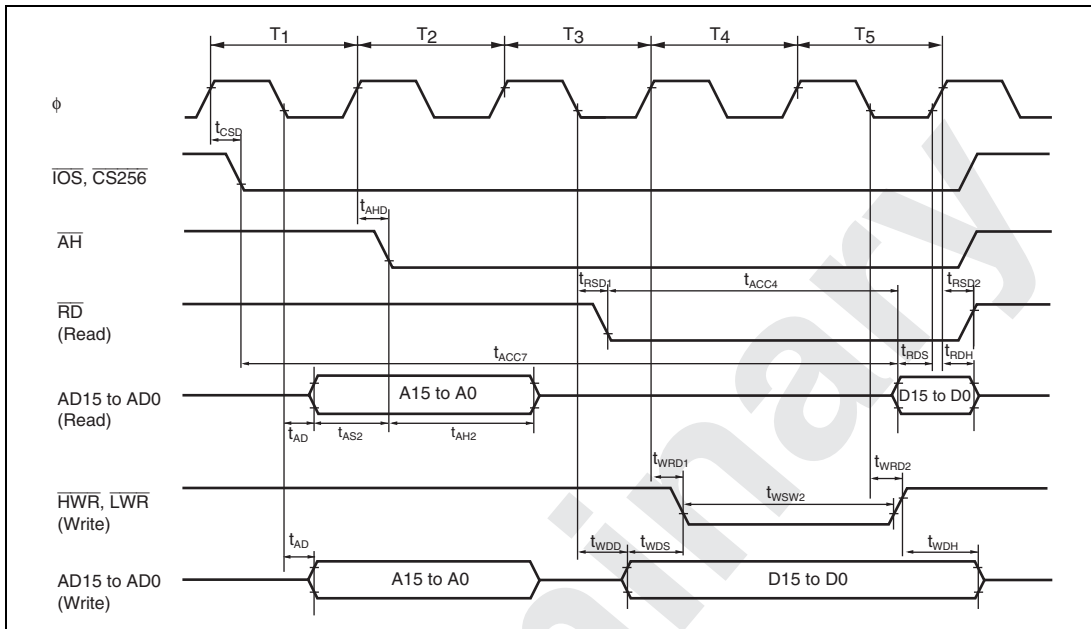 T1 T2 T3 T4 T5
ϕ
tCSD
IOS, CS256
tAHD
AH
tRSD1 tACC4 tRSD2
RD
(Read)
tACC7 tRDS tRDH
AD15 to AD0
(Read)
A15 to A0 D15 to D0
tAD tAS2 tAH2
tWRD1 tWRD2
HWR, LWR
(Write)
tWSW2
tAD tWDD tWDS tWDH
AD15 to AD0
(Write)
A15 to A0 D15 to D0
inary